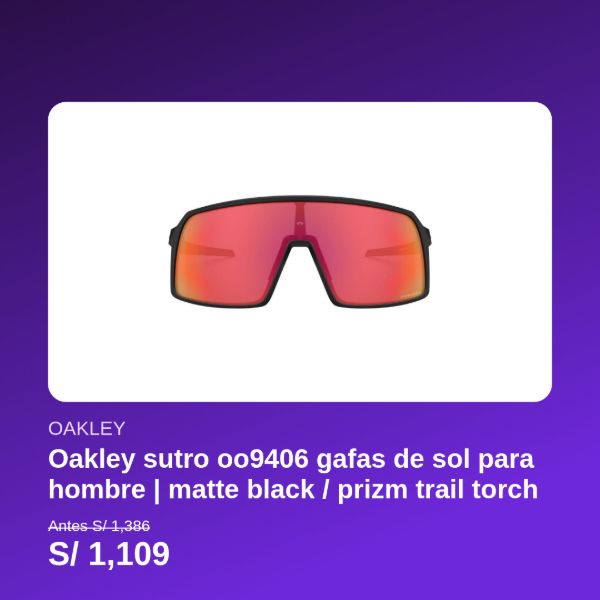 OAKLEY
Oakley sutro oo9406 gafas de sol para
hombre | matte black / prizm trail torch
Antes S/ 1,386
S/ 1,109